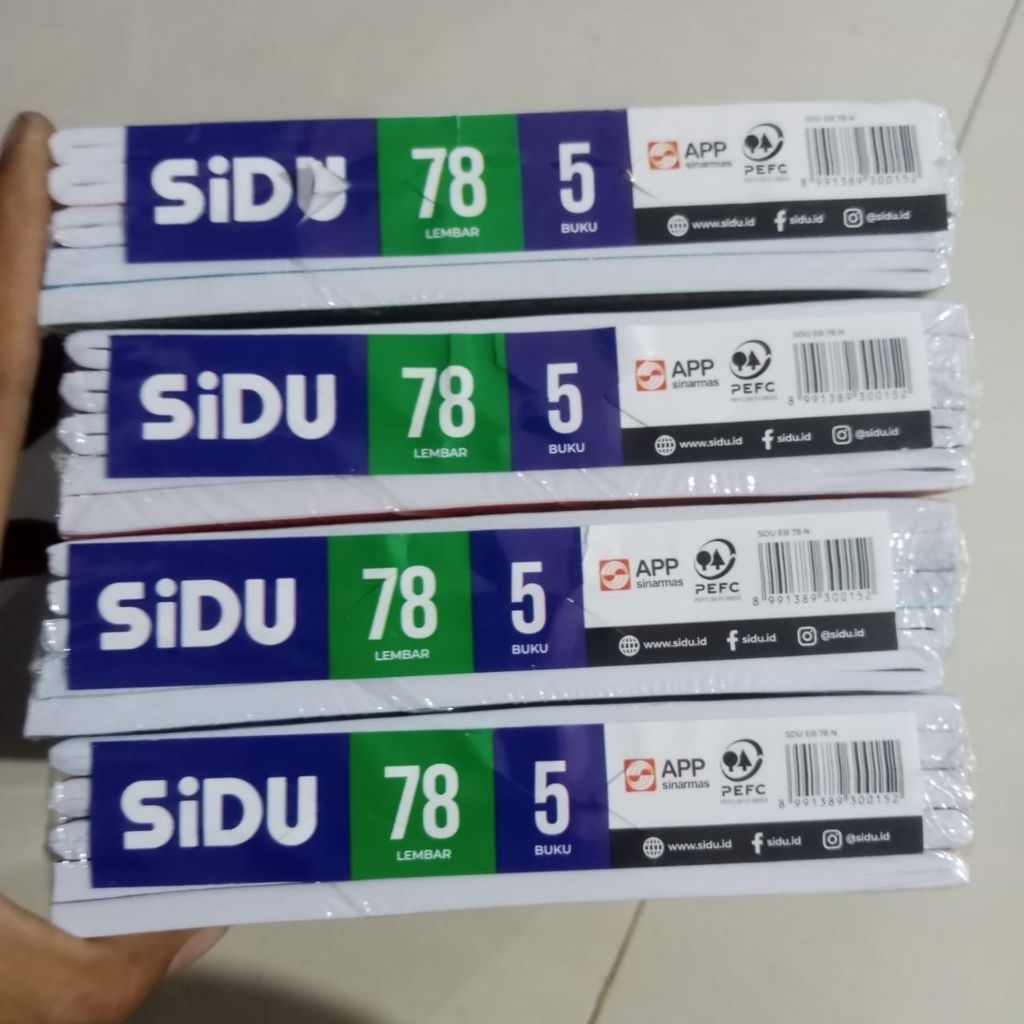 SiDU
78
LEMBAR
5
BUKU
APP
sinarmas
PEFC
SDU EB 78 N
8 991389 300152
www.sidu.id
sidu.id
@sidu.id
SiDU
78
LEMBAR
5
BUKU
APP
sinarmas
PEFC
SDU EB 78 N
8 991389 300152
www.sidu.id
sidu.id
@sidu.id
SiDU
78
LEMBAR
5
BUKU
APP
sinarmas
PEFC
SDU EB 78 N
8 991389 300152
www.sidu.id
sidu.id
@sidu.id
SiDU
78
LEMBAR
5
BUKU
APP
sinarmas
PEFC
SDU EB 78 N
8 991389 300152
www.sidu.id
sidu.id
@sidu.id